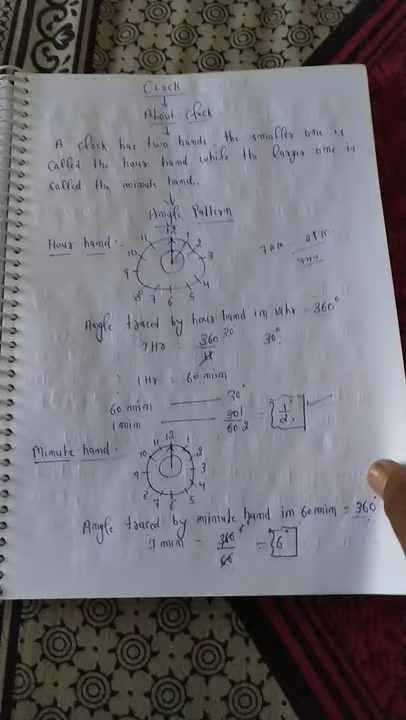 Clock
About clock
A clock has two hands, the smaller one is
called the hour hand while the larger one is
called the minute hand.
Angle Pattern
Hour hand:-
12
11 1
10 2
9 3
8 4
7 6 5
7 AM
Angle traced by hour hand in 12hr = 360°
1Hr = 360/12 30° 30°
∴ 1Hr = 60 min
60 min — 30°
1 min — 30/60 = 1/2
Minute hand:-
12
11 1
10 2
9 3
8 4
7 6 5
Angle traced by minute hand in 60 min = 360°
1 min = 360/60 6° = 6